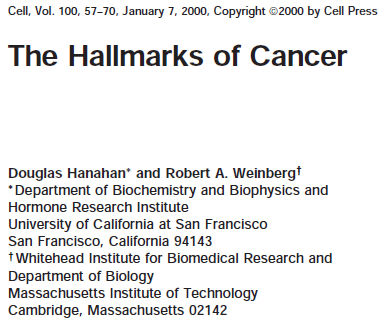 Cell, Vol. 100, 57–70, January 7, 2000, Copyright ©2000 by Cell Press
The Hallmarks of Cancer
Douglas Hanahan* and Robert A. Weinberg†
*Department of Biochemistry and Biophysics and
Hormone Research Institute
University of California at San Francisco
San Francisco, California 94143
†Whitehead Institute for Biomedical Research and
Department of Biology
Massachusetts Institute of Technology
Cambridge, Massachusetts 02142